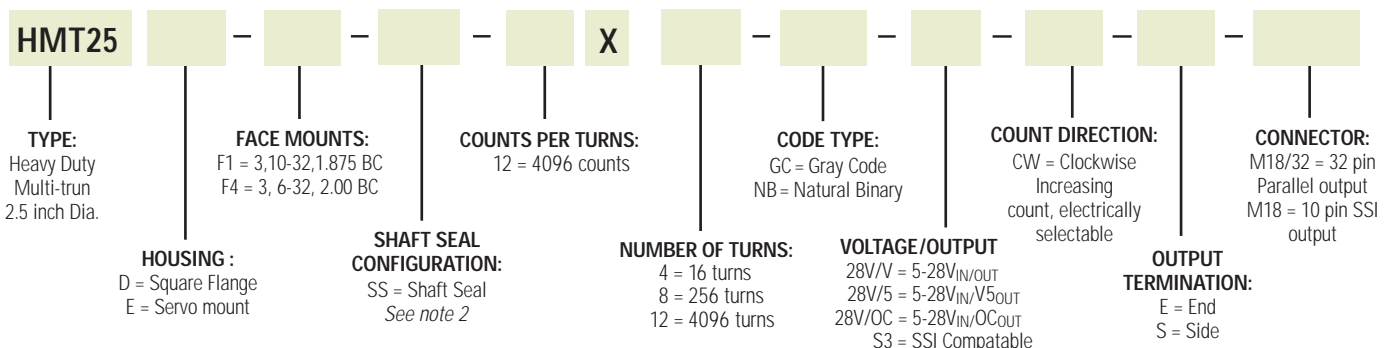 HMT25 – – – X – – – – –
TYPE:
Heavy Duty
Multi-trun
2.5 inch Dia.
HOUSING :
D = Square Flange
E = Servo mount
FACE MOUNTS:
F1 = 3,10-32,1.875 BC
F4 = 3, 6-32, 2.00 BC
SHAFT SEAL
CONFIGURATION:
SS = Shaft Seal
See note 2
COUNTS PER TURNS:
12 = 4096 counts
NUMBER OF TURNS:
4 = 16 turns
8 = 256 turns
12 = 4096 turns
CODE TYPE:
GC = Gray Code
NB = Natural Binary
VOLTAGE/OUTPUT
28V/V = 5-28VIN/OUT
28V/5 = 5-28VIN/V5OUT
28V/OC = 5-28VIN/OCOUT
S3 = SSI Compatable
COUNT DIRECTION:
CW = Clockwise
Increasing
count, electrically
selectable
OUTPUT
TERMINATION:
E = End
S = Side
CONNECTOR:
M18/32 = 32 pin
Parallel output
M18 = 10 pin SSI
output